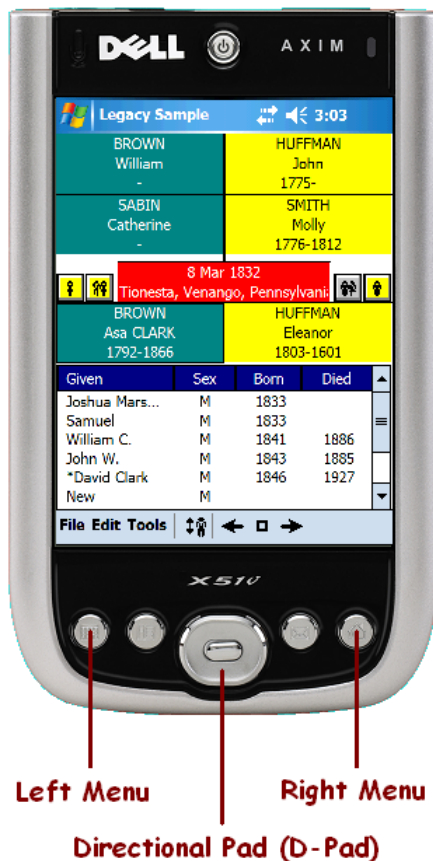 DELL AXIM
Legacy Sample 3:03
BROWN HUFFMAN
William John
- 1775-
SABIN SMITH
Catherine Molly
- 1776-1812
8 Mar 1832
Tionesta, Venango, Pennsylvani
BROWN HUFFMAN
Asa CLARK Eleanor
1792-1866 1803-1601
Given Sex Born Died
Joshua Mars... M 1833
Samuel M 1833
William C. M 1841 1886
John W. M 1843 1885
*David Clark M 1846 1927
New M
File Edit Tools
X51v
Left Menu Right Menu
Directional Pad (D-Pad)